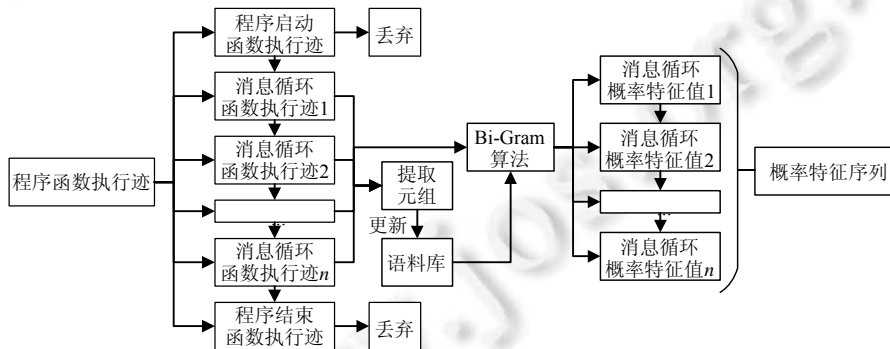 程序函数执行迹
程序启动
函数执行迹
丢弃
消息循环
函数执行迹1
消息循环
函数执行迹2
...
消息循环
函数执行迹n
程序结束
函数执行迹
丢弃
提取
元组
更新
语料库
Bi-Gram
算法
消息循环
概率特征值1
消息循环
概率特征值2
...
消息循环
概率特征值n
概率特征序列